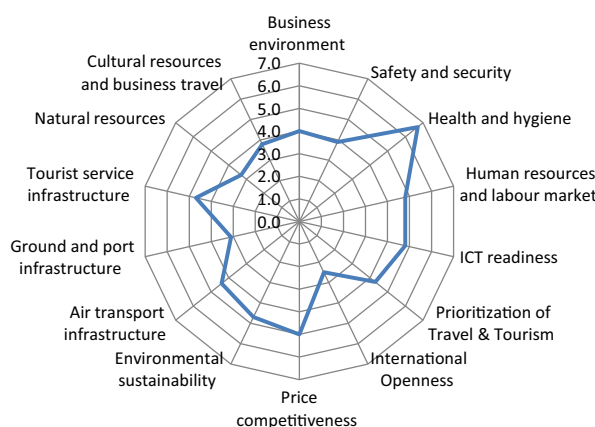 Business
environment
Safety and security
Health and hygiene
Human resources
and labour market
ICT readiness
Prioritization of
Travel & Tourism
International
Openness
Price
competitiveness
Environmental
sustainability
Air transport
infrastructure
Ground and port
infrastructure
Tourist service
infrastructure
Natural resources
Cultural resources
and business travel
7.0
6.0
5.0
4.0
3.0
2.0
1.0
0.0